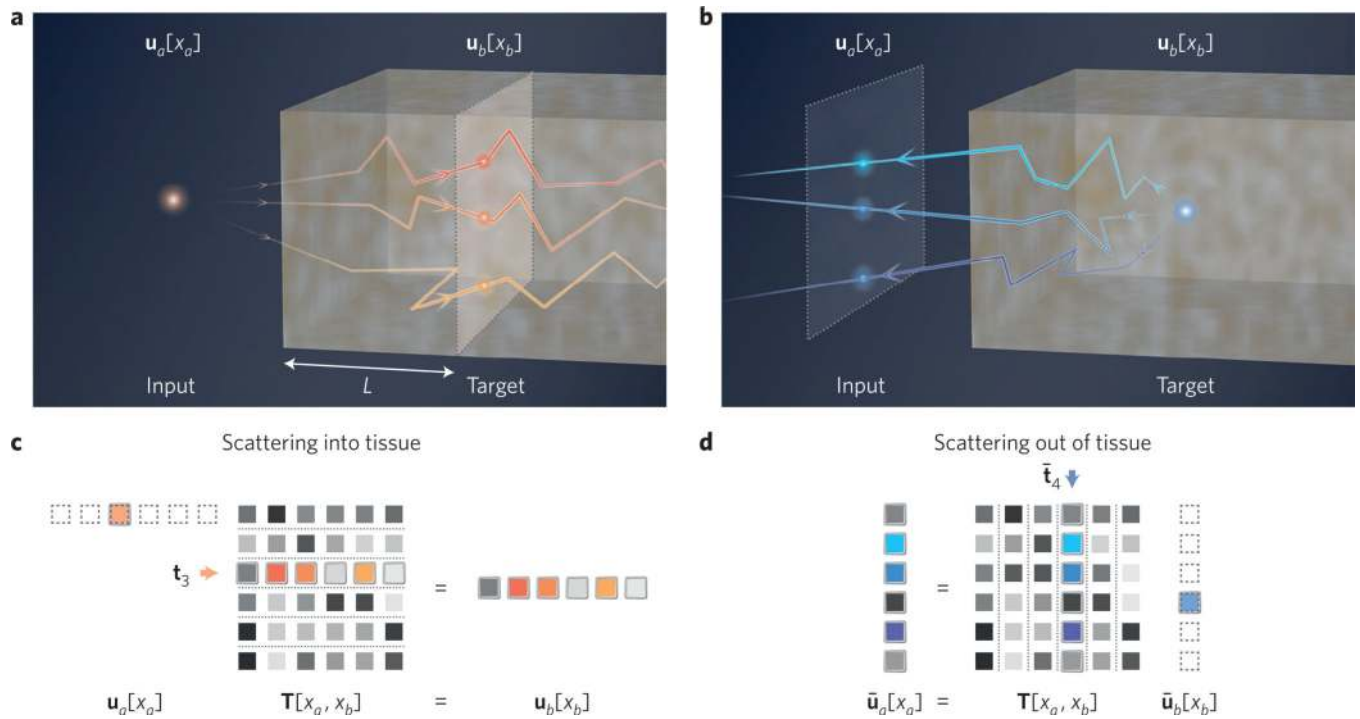 a
b
u_a[x_a]
u_b[x_b]
u_a[x_a]
u_b[x_b]
Input
L
Target
Input
Target
c
Scattering into tissue
d
Scattering out of tissue
t̄_4
t_3
=
=
u_a[x_a] T[x_a, x_b] = u_b[x_b]
ū_a[x_a] = T[x_a, x_b] ū_b[x_b]